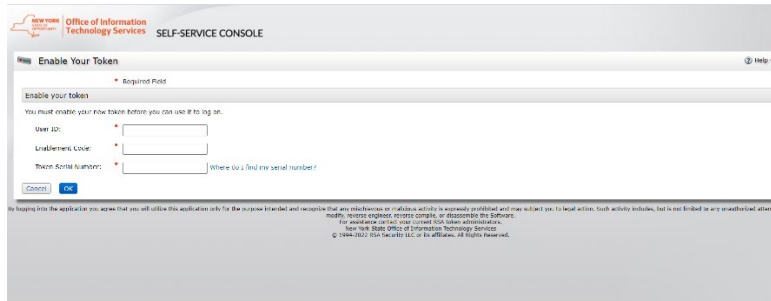 NEW YORK
STATE OF
OPPORTUNITY
Office of Information
Technology Services
SELF-SERVICE CONSOLE
Enable Your Token
Help
* Required Field
Enable your token
You must enable your new token before you can use it to log on.
User ID: *
Enablement Code: *
Token Serial Number: * Where do I find my serial number?
Cancel OK
By logging into the application you agree that you will utilize this application only for the purpose intended and recognize that any mischievous or malicious activity is expressly prohibited and may subject you to legal action. Such activity includes, but is not limited to any unauthorized
modify, reverse engineer, reverse compile, or disassemble the Software.
For assistance contact your current RSA token administrators.
New York State Office of Information Technology Services
© 1994-2022 RSA Security LLC or its affiliates. All Rights Reserved.